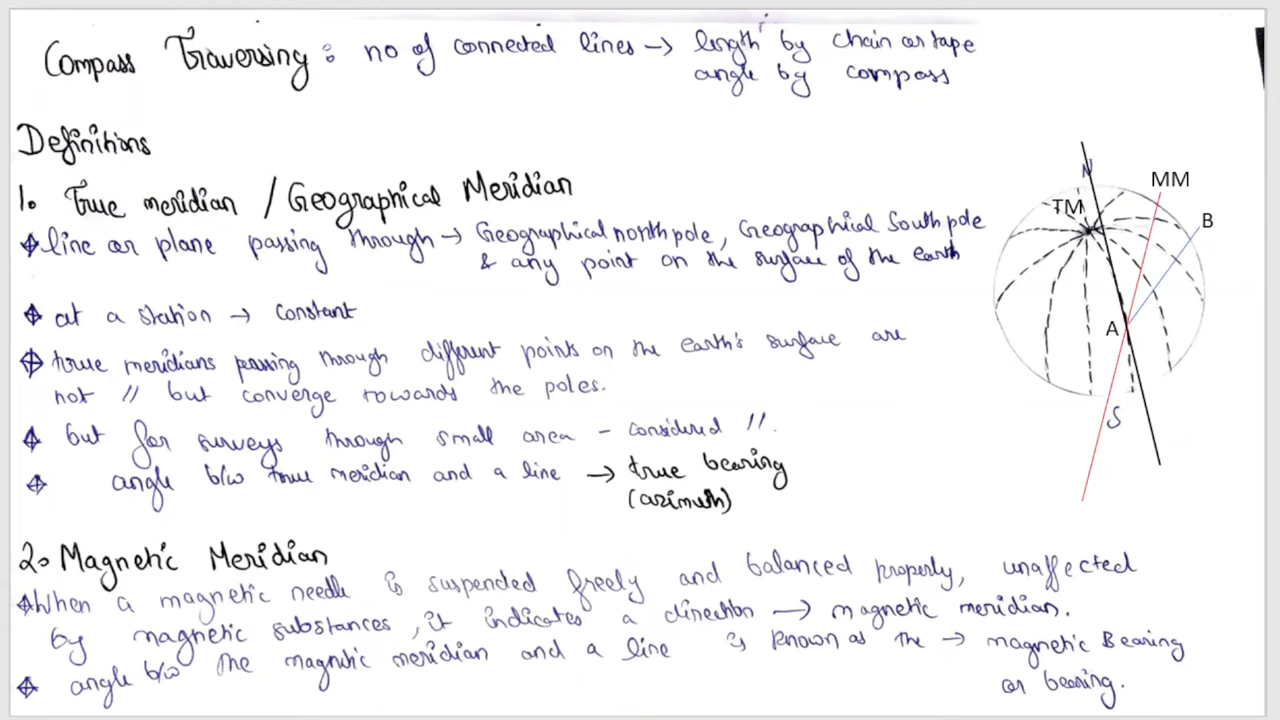 Compass Traversing : no of connected lines → length by chain or tape
angle by compass
Definitions
1. True meridian / Geographical Meridian
line or plane passing through → Geographical north pole, Geographical South pole
& any point on the surface of the earth
at a station → constant
true meridians passing through different points on the earth's surface are
not // but converge towards the poles.
but for surveys through small area - considered //.
angle b/w true meridian and a line → true bearing
(azimuth)
2. Magnetic Meridian
When a magnetic needle is suspended freely and balanced properly, unaffected
by magnetic substances, it indicates a direction → magnetic meridian.
angle b/w the magnetic meridian and a line is known as the → magnetic Bearing
or bearing.
N
MM
TM
B
A
S